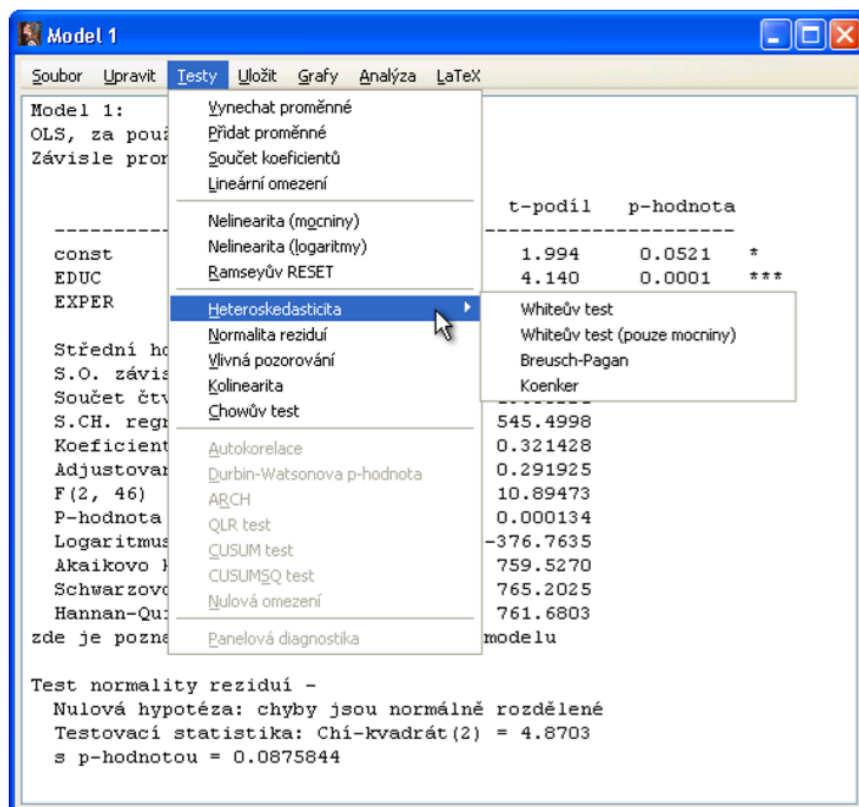 Model 1
Soubor Upravit Testy Uložit Grafy Analýza LaTeX
Model 1:
OLS, za použ
Závisle pror
t-podíl p-hodnota
const 1.994 0.0521 *
EDUC 4.140 0.0001 ***
EXPER
Střední ho
S.O. závis
Součet čtv
S.CH. regr 545.4998
Koeficient 0.321428
Adjustovar 0.291925
F(2, 46) 10.89473
P-hodnota 0.000134
Logaritmus -376.7635
Akaikovo 759.5270
Schwarzovo 765.2025
Hannan-Qu 761.6803
zde je pozna modelu
Vynechat proměnné
Přidat proměnné
Součet koeficientů
Lineární omezení
Nelinearita (mocniny)
Nelinearita (logaritmy)
Ramseyův RESET
Heteroskedasticita
Normalita reziduí
Vlivná pozorování
Kolinearita
Chowův test
Autokorelace
Durbin-Watsonova p-hodnota
ARCH
QLR test
CUSUM test
CUSUMSQ test
Nulová omezení
Panelová diagnostika
Whiteův test
Whiteův test (pouze mocniny)
Breusch-Pagan
Koenker
Test normality reziduí -
Nulová hypotéza: chyby jsou normálně rozdělené
Testovací statistika: Chí-kvadrát(2) = 4.8703
s p-hodnotou = 0.0875844